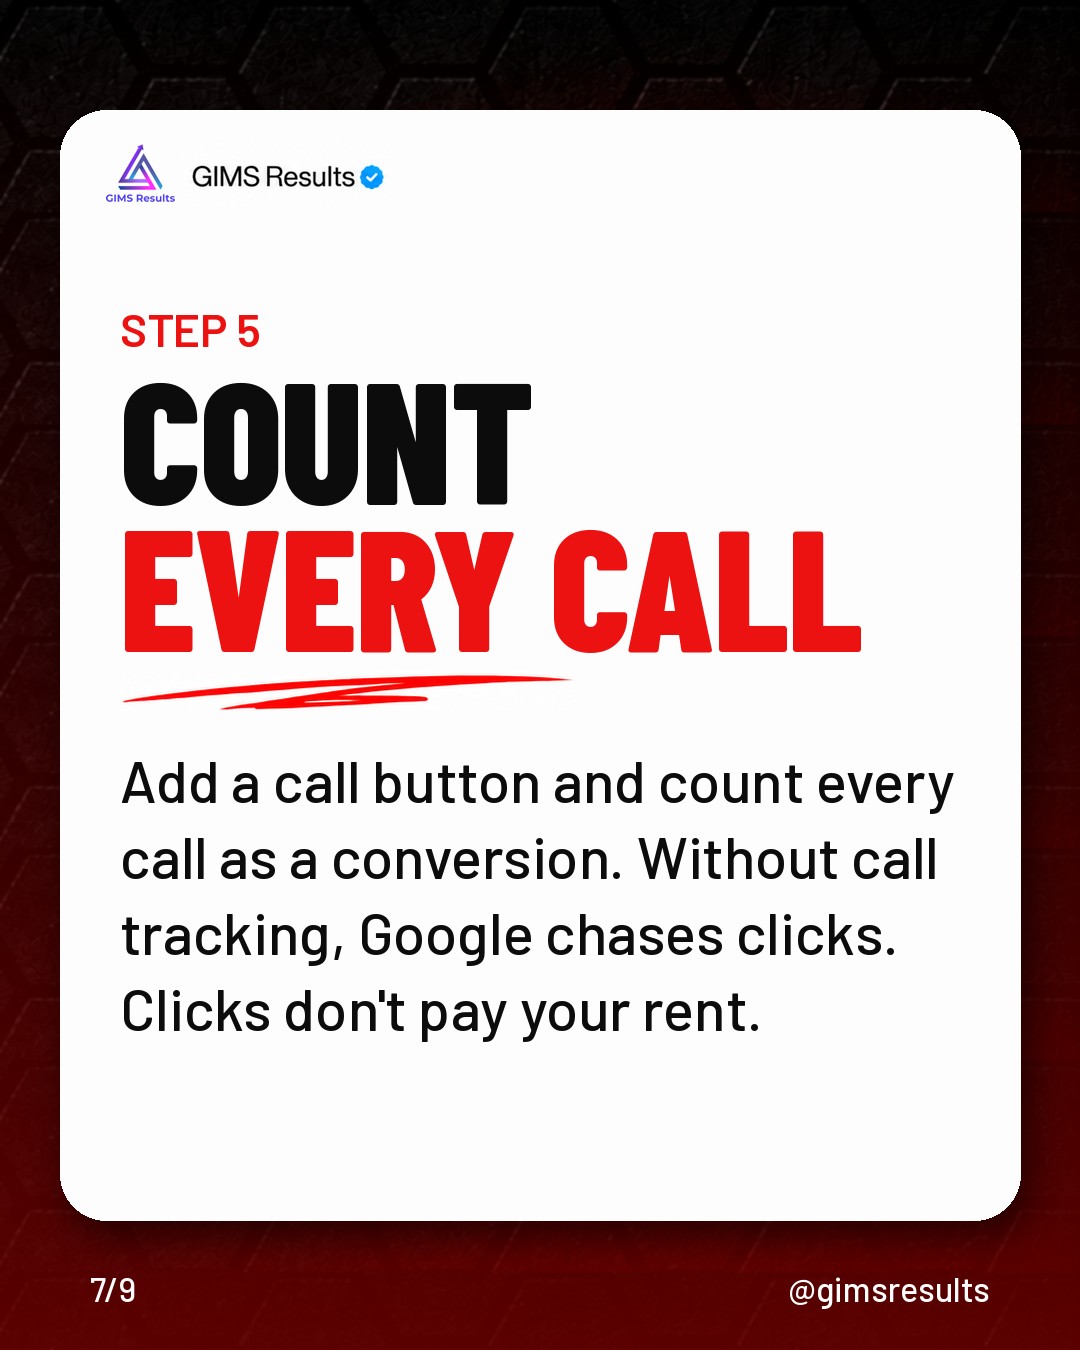 GIMS Results
GIMS Results
STEP 5
COUNT
EVERY CALL
Add a call button and count every
call as a conversion. Without call
tracking, Google chases clicks.
Clicks don't pay your rent.
7/9
@gimsresults